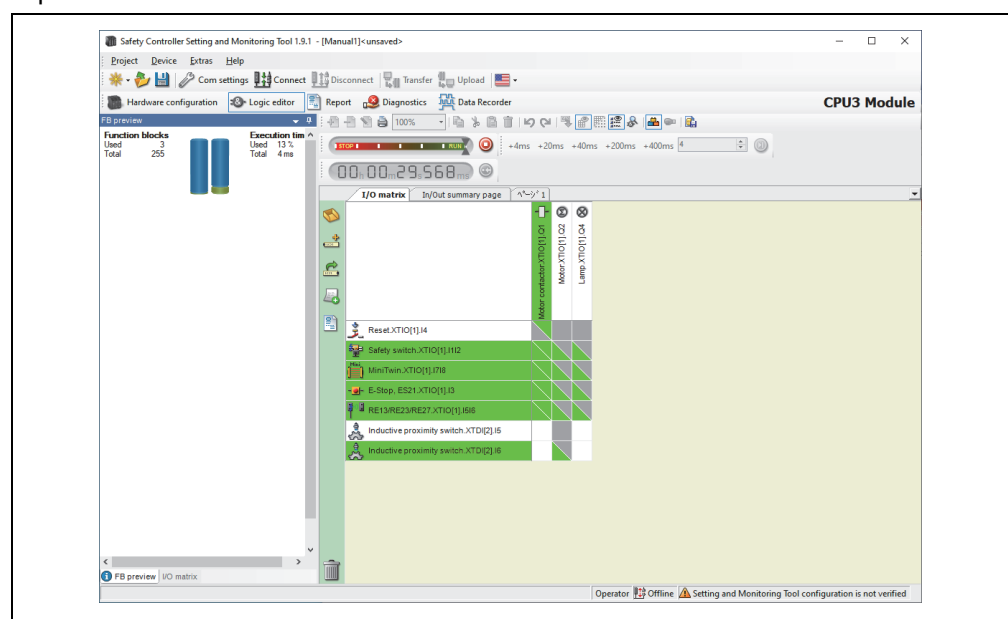 Safety Controller Setting and Monitoring Tool 1.9.1 - [Manual1]<unsaved>
Project Device Extras Help
Com settings Connect Disconnect Transfer Upload
Hardware configuration Logic editor Report Diagnostics Data Recorder CPU3 Module
FB preview
100%
Function blocks Execution tim
Used 3 Used 13 %
Total 255 Total 4 ms
STOP RUN +4ms +20ms +40ms +200ms +400ms 4
00h00m29s568ms
I/O matrix In/Out summary page ページ 1
Motor contactor.XTIO[1].Q1
Motor.XTIO[1].Q2
Lamp.XTIO[1].Q4
Reset.XTIO[1].I4
Safety switch.XTIO[1].I1I2
MiniTwin.XTIO[1].I7I8
E-Stop, ES21.XTIO[1].I3
RE13/RE23/RE27.XTIO[1].I5I6
Inductive proximity switch.XTDI[2].I5
Inductive proximity switch.XTDI[2].I6
FB preview I/O matrix
Operator Offline Setting and Monitoring Tool configuration is not verified